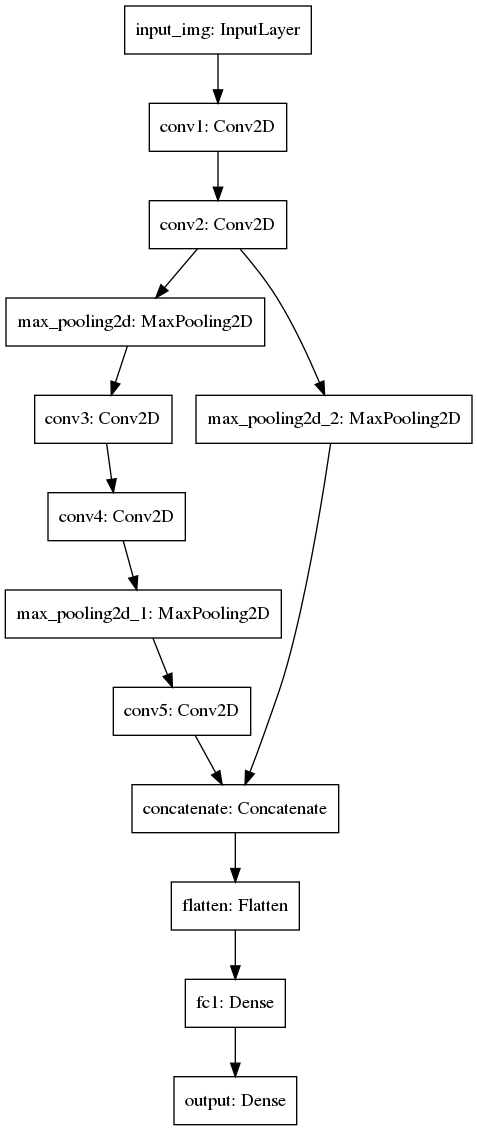 input_img: InputLayer
conv1: Conv2D
conv2: Conv2D
max_pooling2d: MaxPooling2D
conv3: Conv2D
max_pooling2d_2: MaxPooling2D
conv4: Conv2D
max_pooling2d_1: MaxPooling2D
conv5: Conv2D
concatenate: Concatenate
flatten: Flatten
fc1: Dense
output: Dense